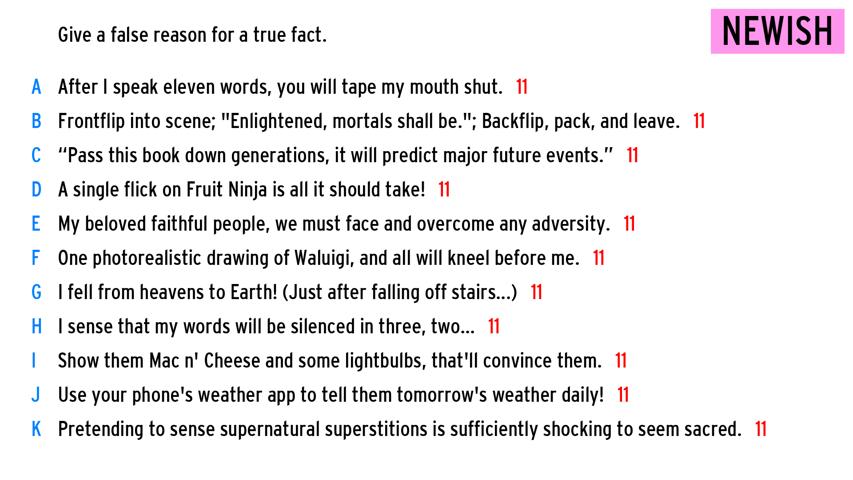 Give a false reason for a true fact.
NEWISH
A After I speak eleven words, you will tape my mouth shut. 11
B Frontflip into scene; "Enlightened, mortals shall be."; Backflip, pack, and leave. 11
C “Pass this book down generations, it will predict major future events.” 11
D A single flick on Fruit Ninja is all it should take! 11
E My beloved faithful people, we must face and overcome any adversity. 11
F One photorealistic drawing of Waluigi, and all will kneel before me. 11
G I fell from heavens to Earth! (Just after falling off stairs...) 11
H I sense that my words will be silenced in three, two... 11
I Show them Mac n' Cheese and some lightbulbs, that'll convince them. 11
J Use your phone's weather app to tell them tomorrow's weather daily! 11
K Pretending to sense supernatural superstitions is sufficiently shocking to seem sacred. 11